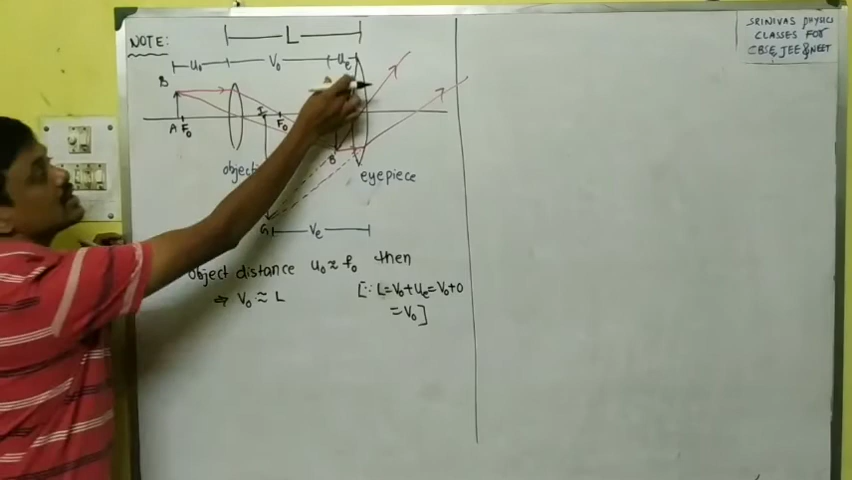 NOTE:
L
u₀ V₀ uₑ
B
A F₀ F₀
B'
objecti
eyepiece
G
Vₑ
object distance u₀ ≈ f₀ then
⇒ V₀ ≈ L [∵ L=V₀+uₑ=V₀+0
=V₀]
SRINIVAS PHYSICS
CLASSES FOR
CBSE, JEE & NEET